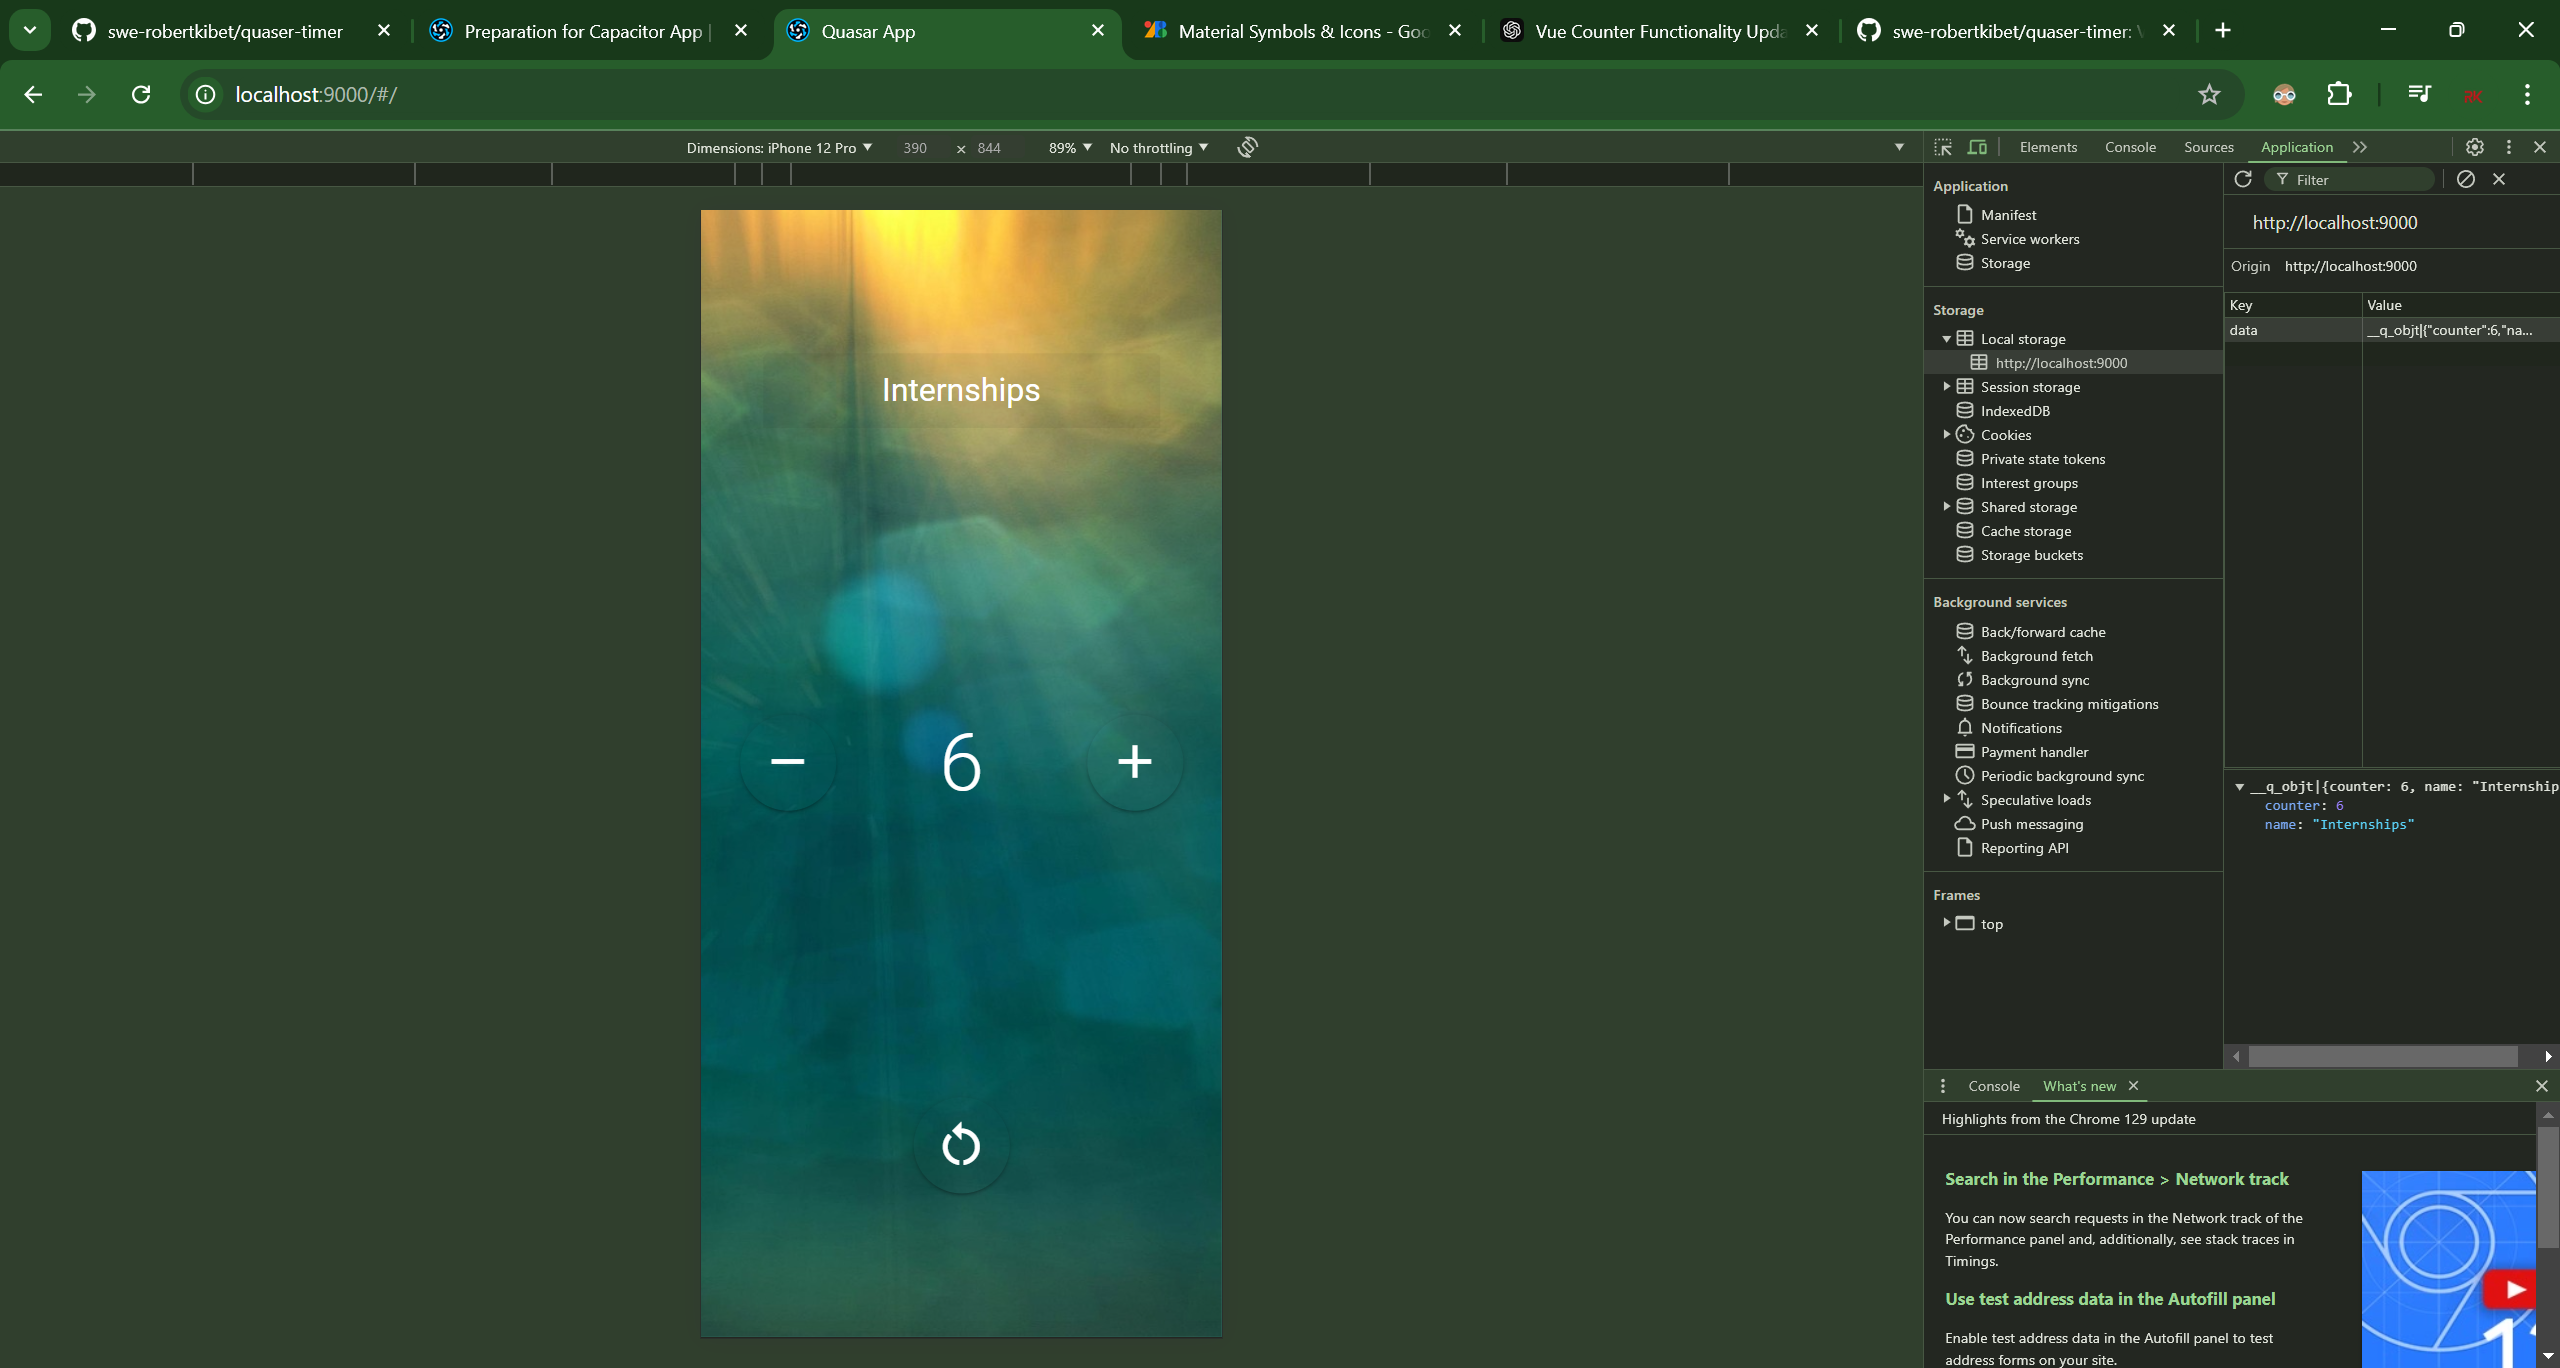 swe-robertkibet/quaser-timer
Preparation for Capacitor App |
Quasar App
Material Symbols & Icons - Goo
Vue Counter Functionality Upda
swe-robertkibet/quaser-timer: V
localhost:9000/#/
Dimensions: iPhone 12 Pro
390 × 844
89%
No throttling
Elements
Console
Sources
Application
Internships
6
Application
Manifest
Service workers
Storage
Storage
Local storage
http://localhost:9000
Session storage
IndexedDB
Cookies
Private state tokens
Interest groups
Shared storage
Cache storage
Storage buckets
Background services
Back/forward cache
Background fetch
Background sync
Bounce tracking mitigations
Notifications
Payment handler
Periodic background sync
Speculative loads
Push messaging
Reporting API
Frames
top
Filter
http://localhost:9000
Origin http://localhost:9000
Key Value
data __q_objt|{"counter":6,"na...
__q_objt|{counter: 6, name: "Internship
counter: 6
name: "Internships"
Console
What's new
Highlights from the Chrome 129 update
Search in the Performance > Network track
You can now search requests in the Network track of the
Performance panel and, additionally, see stack traces in
Timings.
Use test address data in the Autofill panel
Enable test address data in the Autofill panel to test
address forms on your site.